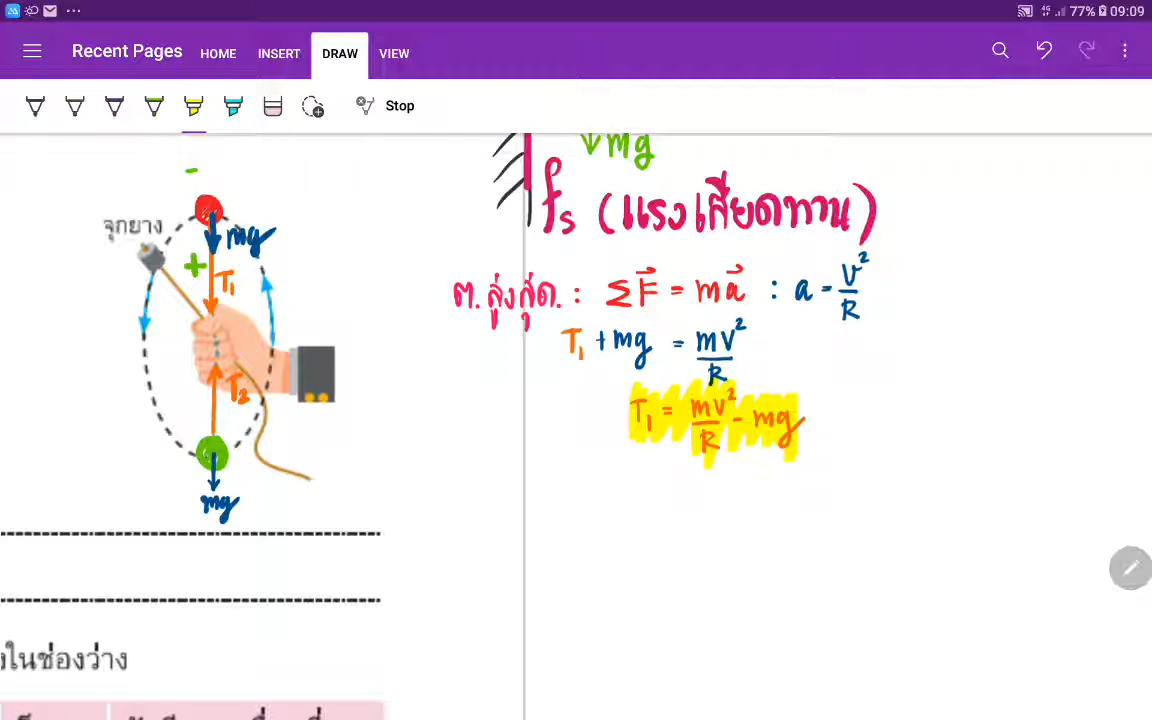 77% 09:09
Recent Pages HOME INSERT DRAW VIEW
Stop
mg
fs (แรงเสียดทาน)
-
จุกยาง
mg
+
T1
T2
mg
ต. สูงสุด. : ΣF⃗ = ma⃗ : a = V²/R
T1 + mg = mv²/R
T1 = mv²/R - mg
งในช่องว่าง